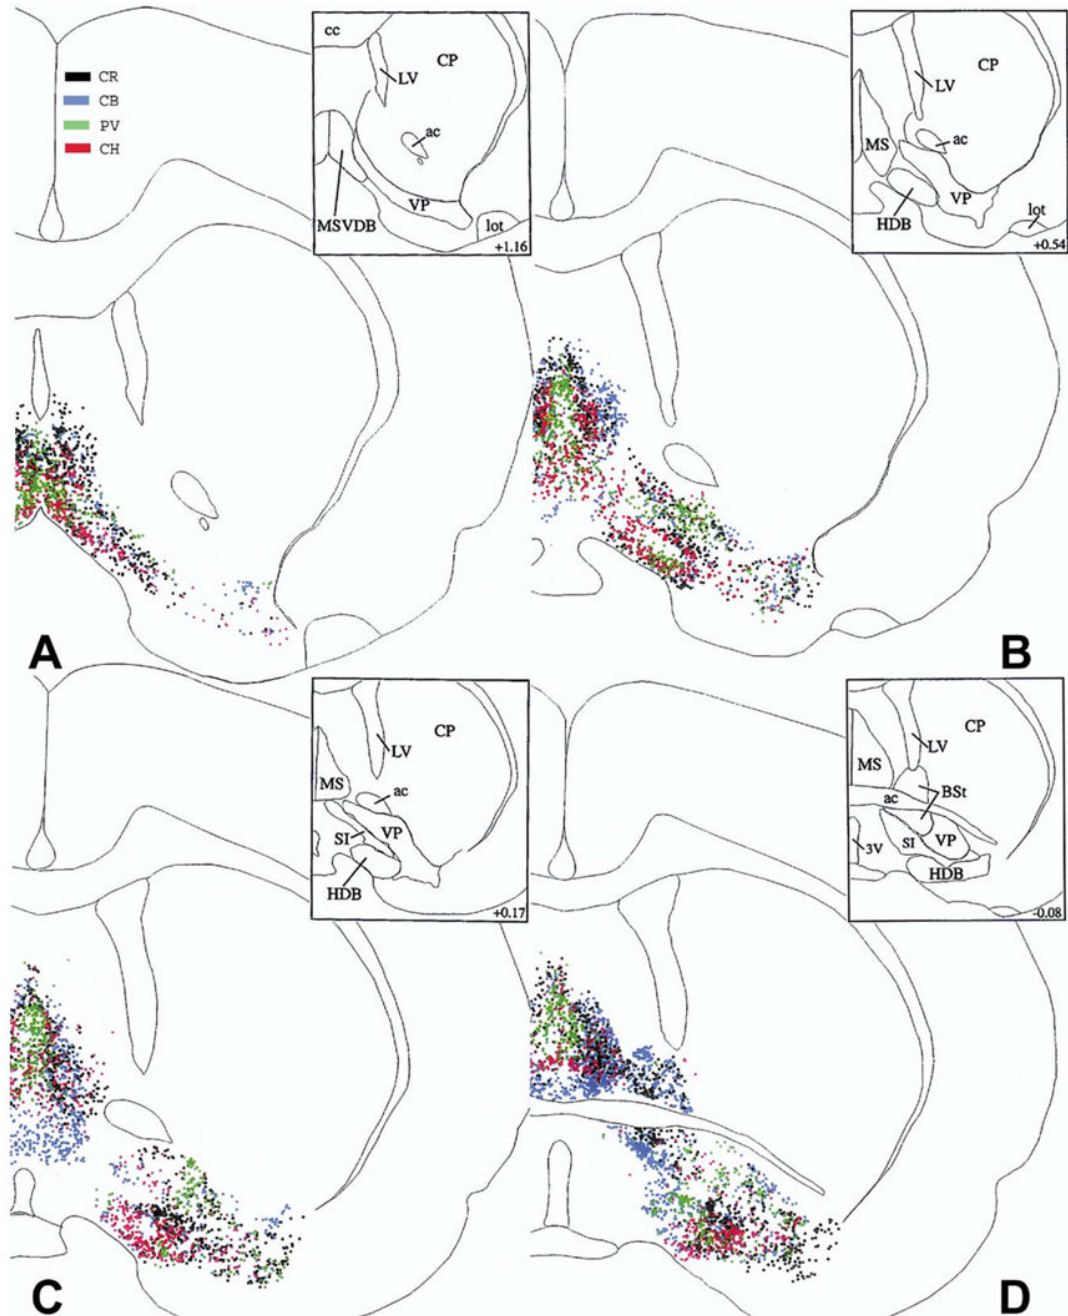 CR
CB
PV
CH
cc
CP
LV
ac
VP
MSVDB
lot
+1.16
A
CP
LV
MS
ac
VP
HDB
lot
+0.54
B
CP
LV
MS
ac
SI
VP
HDB
+0.17
C
CP
LV
MS
BSt
ac
3V
SI
VP
HDB
-0.08
D